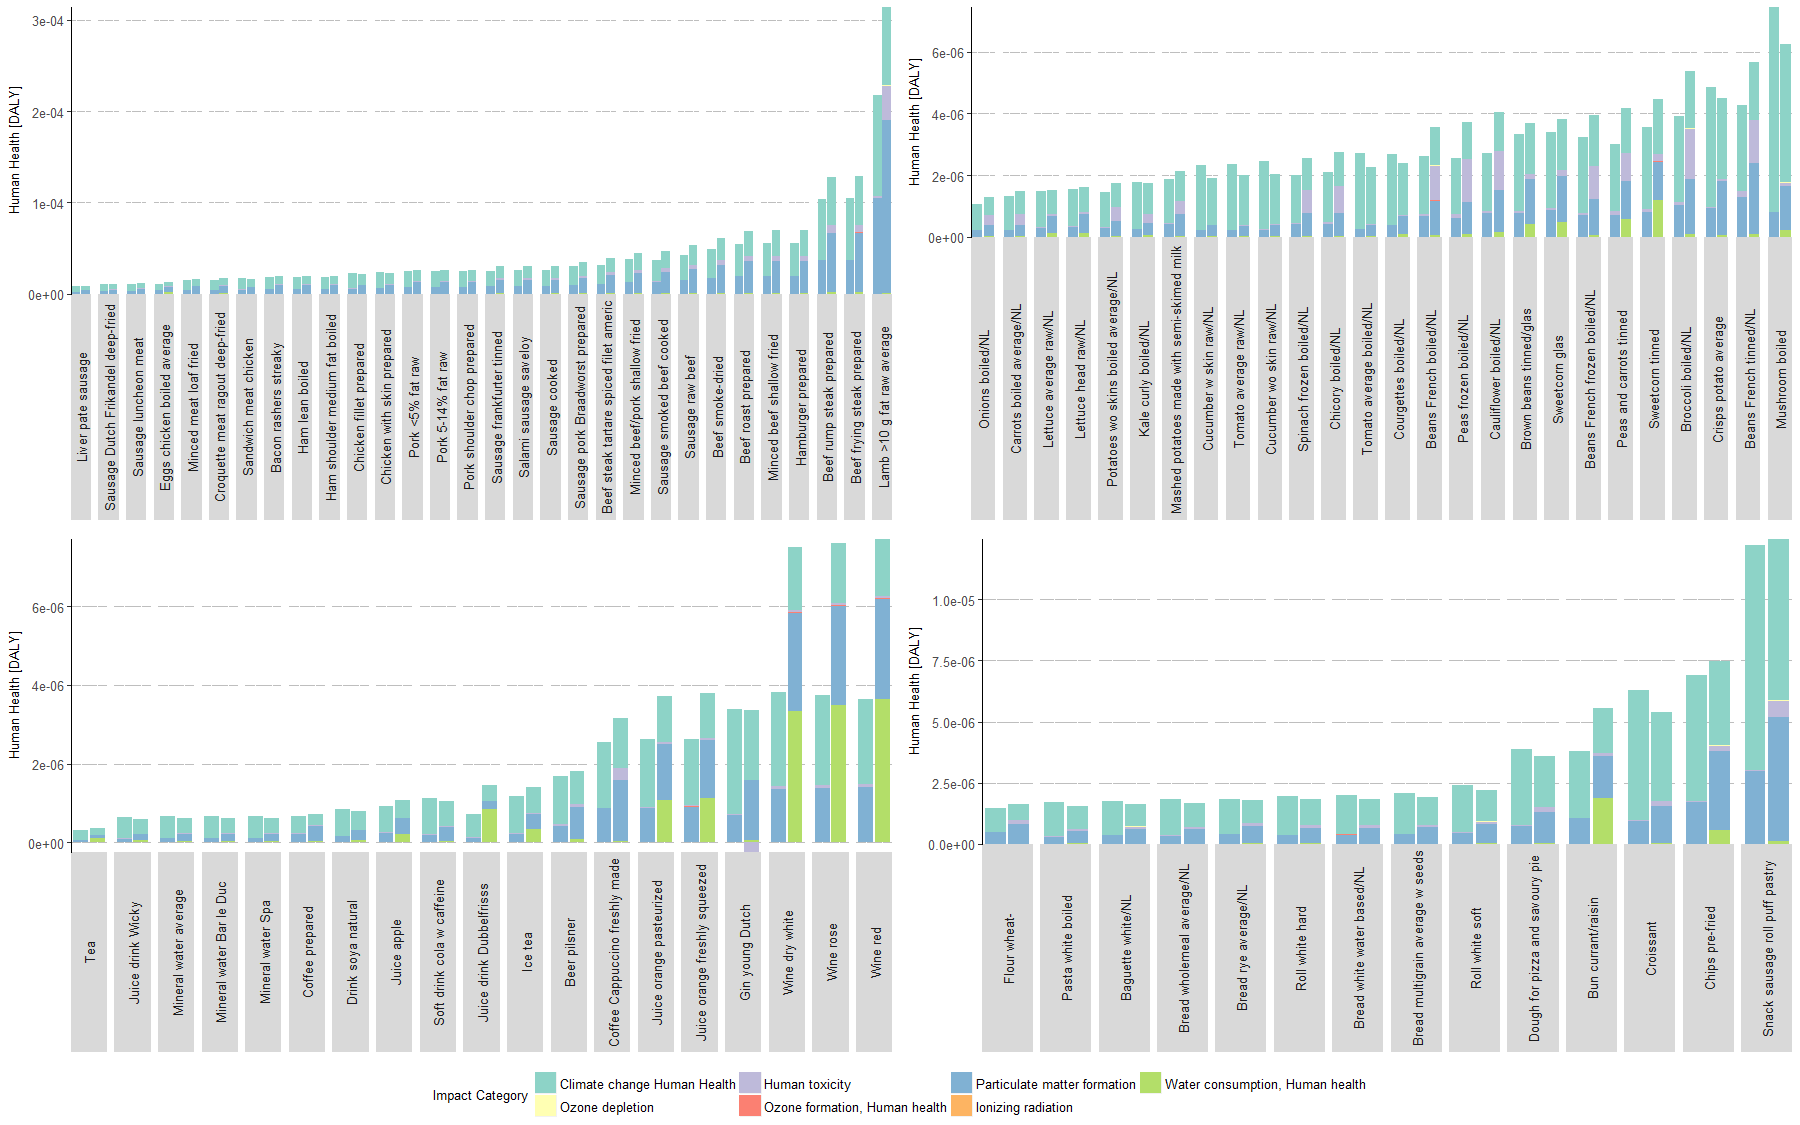 Human Health [DALY]
3e-04
2e-04
1e-04
0e+00
Liver pate sausage
Sausage Dutch Frikandel deep-fried
Sausage luncheon meat
Eggs chicken boiled average
Minced meat loaf fried
Croquette meat ragout deep-fried
Sandwich meat chicken
Bacon rashers streaky
Ham lean boiled
Ham shoulder medium fat boiled
Chicken fillet prepared
Chicken with skin prepared
Pork <5% fat raw
Pork 5-14% fat raw
Pork shoulder chop prepared
Sausage frankfurter tinned
Salami sausage saveloy
Sausage cooked
Sausage pork Braadworst prepared
Beef steak tartare spiced filet americ
Minced beef/pork shallow fried
Sausage smoked beef cooked
Sausage raw beef
Beef smoke-dried
Beef roast prepared
Minced beef shallow fried
Hamburger prepared
Beef rump steak prepared
Beef frying steak prepared
Lamb >10 g fat raw average
Human Health [DALY]
6e-06
4e-06
2e-06
0e+00
Onions boiled/NL
Carrots boiled average/NL
Lettuce average raw/NL
Lettuce head raw/NL
Potatoes wo skins boiled average/NL
Kale curly boiled/NL
Mashed potatoes made with semi-skimed milk
Cucumber w skin raw/NL
Tomato average raw/NL
Cucumber wo skin raw/NL
Spinach frozen boiled/NL
Chicory boiled/NL
Tomato average boiled/NL
Courgettes boiled/NL
Beans French boiled/NL
Peas frozen boiled/NL
Cauliflower boiled/NL
Brown beans tinned/glas
Sweetcorn glas
Beans French frozen boiled/NL
Peas and carrots tinned
Sweetcorn tinned
Broccoli boiled/NL
Crisps potato average
Beans French tinned/NL
Mushroom boiled
Human Health [DALY]
6e-06
4e-06
2e-06
0e+00
Tea
Juice drink Wicky
Mineral water average
Mineral water Bar le Duc
Mineral water Spa
Coffee prepared
Drink soya natural
Juice apple
Soft drink cola w caffeine
Juice drink Dubbelfrisss
Ice tea
Beer pilsner
Coffee Cappuccino freshly made
Juice orange pasteurized
Juice orange freshly squeezed
Gin young Dutch
Wine dry white
Wine rose
Wine red
Human Health [DALY]
1.0e-05
7.5e-06
5.0e-06
2.5e-06
0.0e+00
Flour wheat-
Pasta white boiled
Baguette white/NL
Bread wholemeal average/NL
Bread rye average/NL
Roll white hard
Bread white water based/NL
Bread multigrain average w seeds
Roll white soft
Dough for pizza and savoury pie
Bun currant/raisin
Croissant
Chips pre-fried
Snack sausage roll puff pastry
Impact Category
Climate change Human Health
Human toxicity
Particulate matter formation
Water consumption, Human health
Ozone depletion
Ozone formation, Human health
Ionizing radiation